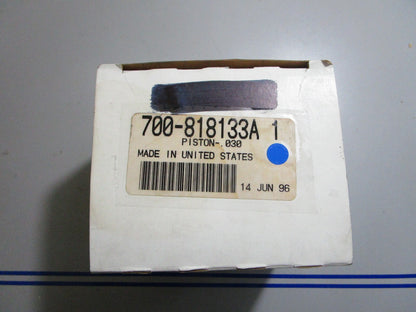 700-818133A 1
PISTON-.030
MADE IN UNITED STATES
14 JUN 96